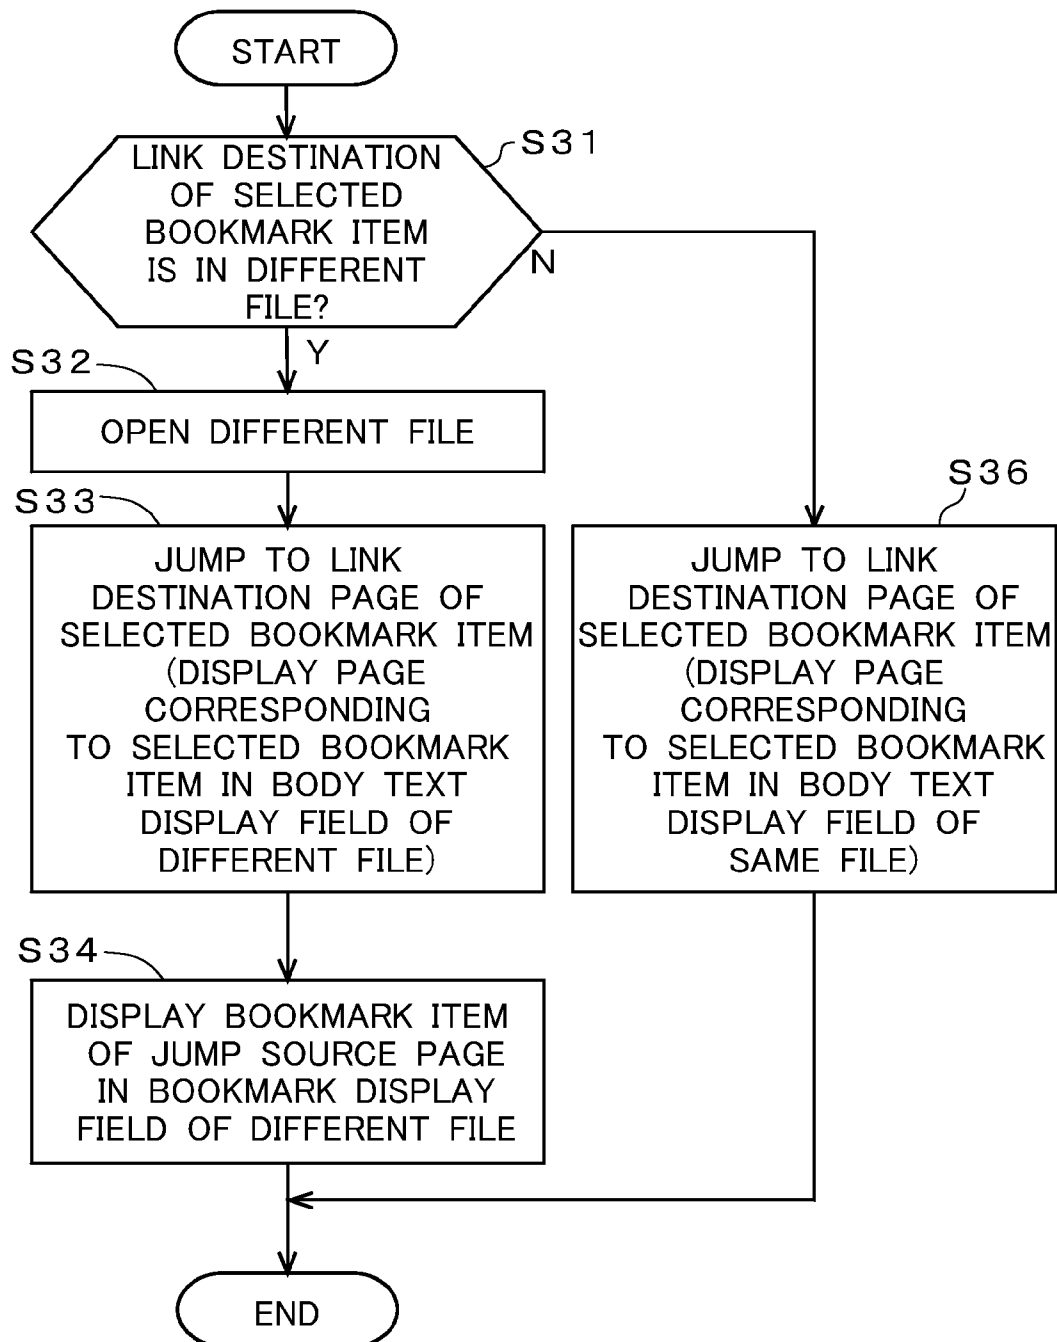 START
S31
LINK DESTINATION
OF SELECTED
BOOKMARK ITEM
IS IN DIFFERENT
FILE?
N
Y
S32
OPEN DIFFERENT FILE
S33
JUMP TO LINK
DESTINATION PAGE OF
SELECTED BOOKMARK ITEM
(DISPLAY PAGE
CORRESPONDING
TO SELECTED BOOKMARK
ITEM IN BODY TEXT
DISPLAY FIELD OF
DIFFERENT FILE)
S36
JUMP TO LINK
DESTINATION PAGE OF
SELECTED BOOKMARK ITEM
(DISPLAY PAGE
CORRESPONDING
TO SELECTED BOOKMARK
ITEM IN BODY TEXT
DISPLAY FIELD OF
SAME FILE)
S34
DISPLAY BOOKMARK ITEM
OF JUMP SOURCE PAGE
IN BOOKMARK DISPLAY
FIELD OF DIFFERENT FILE
END